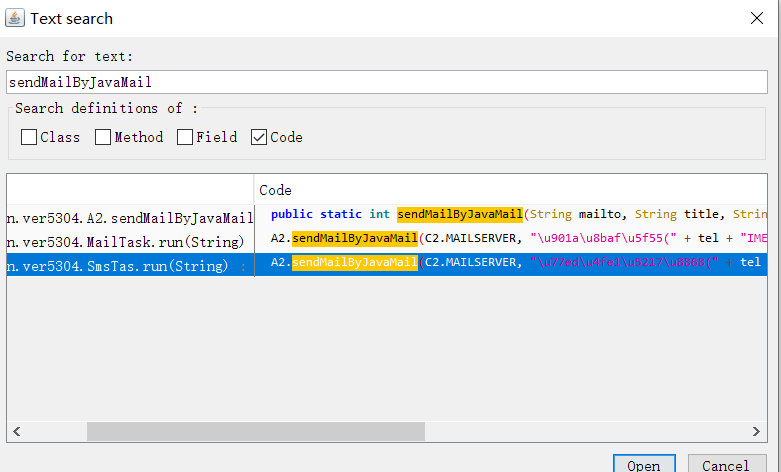 Text search
Search for text:
sendMailByJavaMail
Search definitions of :
Class Method Field Code
Code
n.ver5304.A2.sendMailByJavaMail public static int sendMailByJavaMail(String mailto, String title, Strin
n.ver5304.MailTask.run(String) A2.sendMailByJavaMail(C2.MAILSERVER, "\u901a\u8baf\u5f55(" + tel + "IME
n.ver5304.SmsTas.run(String) : A2.sendMailByJavaMail(C2.MAILSERVER, "\u77ed\u4fe1\u5217\u8868(" + tel
Open Cancel